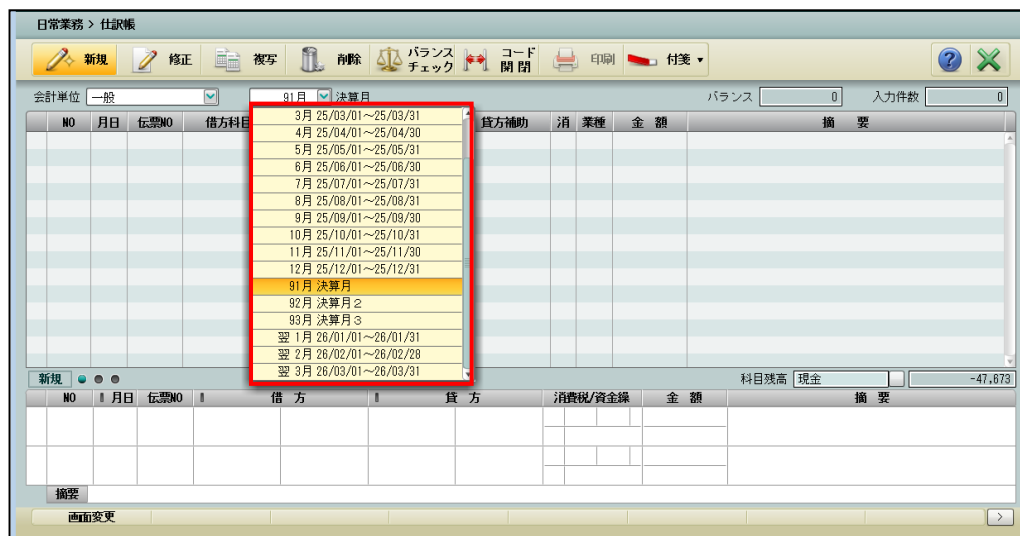 日常業務 > 仕訳帳
新規 修正 複写 削除 バランスチェック コード開閉 印刷 付箋 ▼ ?
会計単位 一般 91月 決算月 バランス 0 入力件数 0
NO 月日 伝票NO 借方科目 貸方補助 消 業種 金 額 摘 要
3月 25/03/01～25/03/31
4月 25/04/01～25/04/30
5月 25/05/01～25/05/31
6月 25/06/01～25/06/30
7月 25/07/01～25/07/31
8月 25/08/01～25/08/31
9月 25/09/01～25/09/30
10月 25/10/01～25/10/31
11月 25/11/01～25/11/30
12月 25/12/01～25/12/31
91月 決算月
92月 決算月２
93月 決算月３
翌 1月 26/01/01～26/01/31
翌 2月 26/02/01～26/02/28
翌 3月 26/03/01～26/03/31
新規 科目残高 現金 -47,673
NO 月日 伝票NO 借 方 貸 方 消費税/資金繰 金 額 摘 要
摘要
画面変更 >